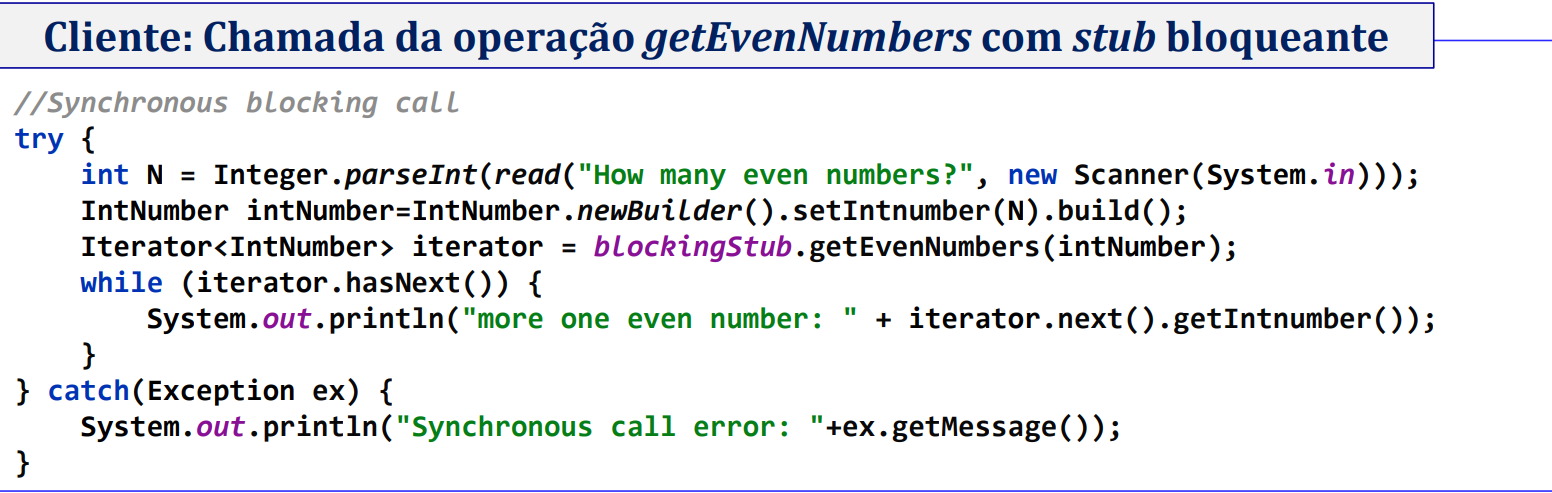 Cliente: Chamada da operação getEvenNumbers com stub bloqueante
//Synchronous blocking call
try {
    int N = Integer.parseInt(read("How many even numbers?", new Scanner(System.in)));
    IntNumber intNumber=IntNumber.newBuilder().setIntnumber(N).build();
    Iterator<IntNumber> iterator = blockingStub.getEvenNumbers(intNumber);
    while (iterator.hasNext()) {
        System.out.println("more one even number: " + iterator.next().getIntnumber());
    }
} catch(Exception ex) {
    System.out.println("Synchronous call error: "+ex.getMessage());
}